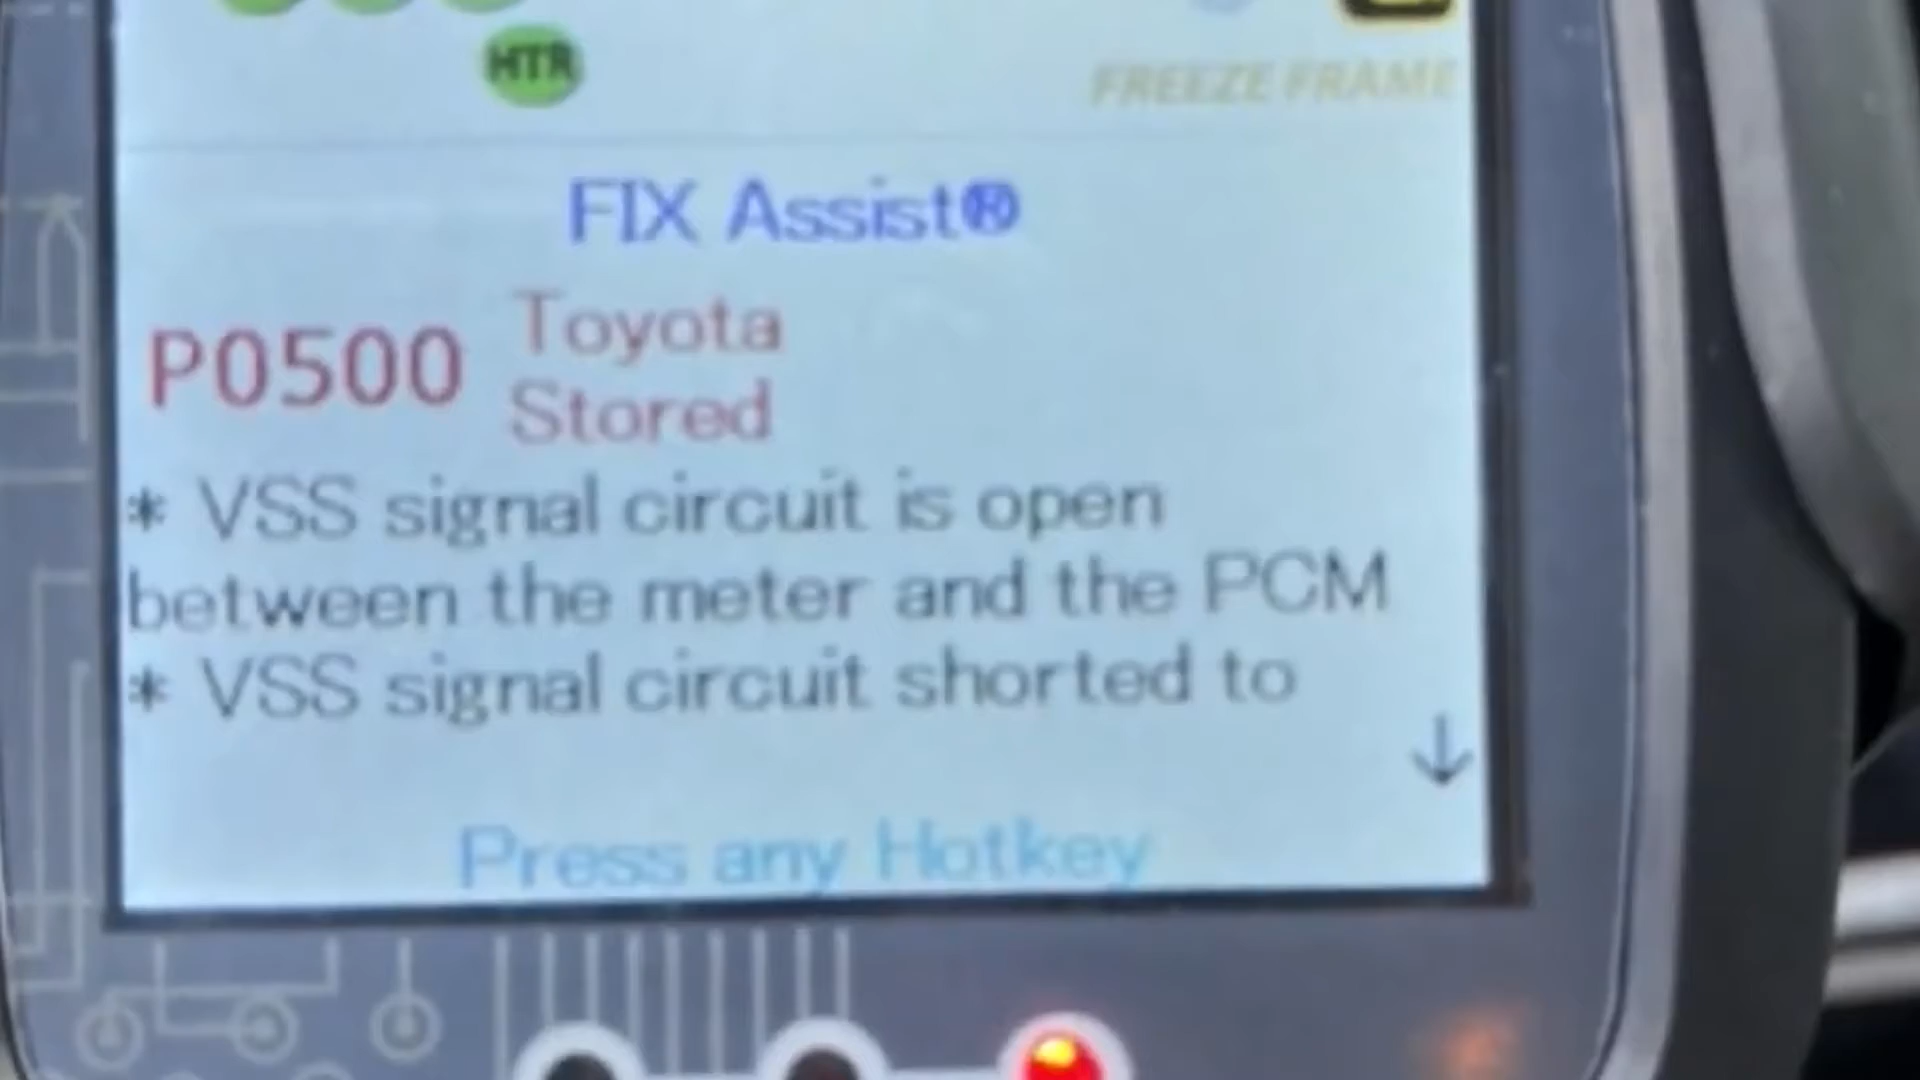 HTR
FREEZE FRAME
FIX Assist®
P0500
Toyota
Stored
* VSS signal circuit is open
between the meter and the PCM
* VSS signal circuit shorted to
Press any Hotkey